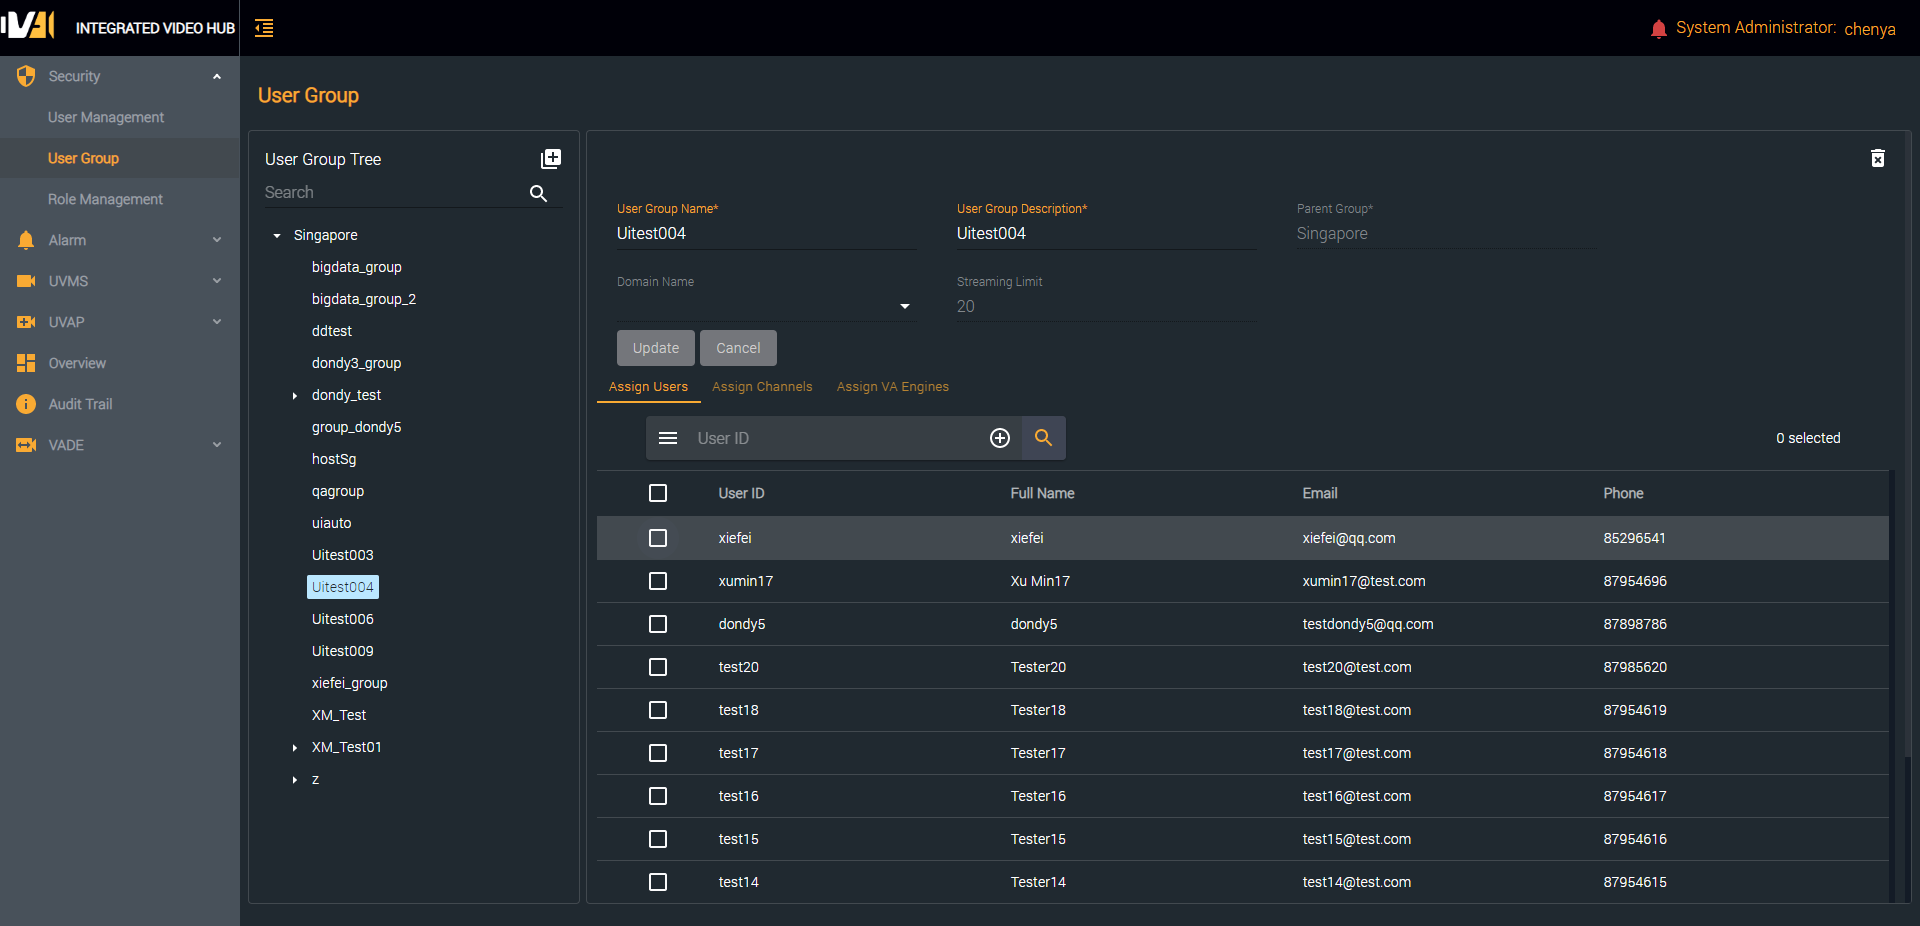 IVH
INTEGRATED VIDEO HUB
System Administrator: chenya
Security
User Management
User Group
Role Management
Alarm
UVMS
UVAP
Overview
Audit Trail
VADE
User Group
User Group Tree
Search
Singapore
bigdata_group
bigdata_group_2
ddtest
dondy3_group
dondy_test
group_dondy5
hostSg
qagroup
uiauto
Uitest003
Uitest004
Uitest006
Uitest009
xiefei_group
XM_Test
XM_Test01
z
User Group Name* User Group Description* Parent Group*
Uitest004 Uitest004 Singapore
Domain Name Streaming Limit
20
Update Cancel
Assign Users Assign Channels Assign VA Engines
User ID 0 selected
User ID Full Name Email Phone
xiefei xiefei xiefei@qq.com 85296541
xumin17 Xu Min17 xumin17@test.com 87954696
dondy5 dondy5 testdondy5@qq.com 87898786
test20 Tester20 test20@test.com 87985620
test18 Tester18 test18@test.com 87954619
test17 Tester17 test17@test.com 87954618
test16 Tester16 test16@test.com 87954617
test15 Tester15 test15@test.com 87954616
test14 Tester14 test14@test.com 87954615